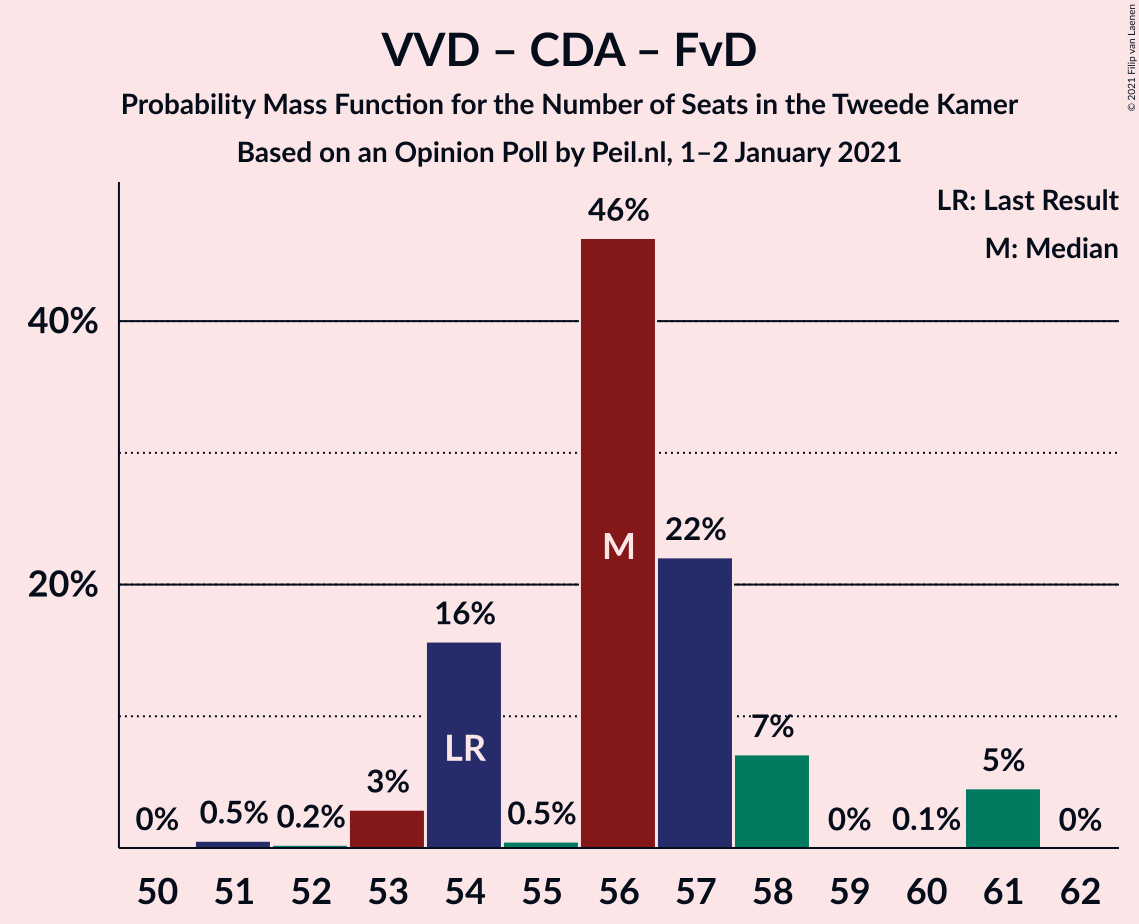 VVD – CDA – FvD
Probability Mass Function for the Number of Seats in the Tweede Kamer
Based on an Opinion Poll by Peil.nl, 1–2 January 2021
© 2021 Filip van Laenen
LR: Last Result
M: Median
40%
20%
0%
0.5%
0.2%
3%
16%
LR
0.5%
46%
M
22%
7%
0%
0.1%
5%
0%
50 51 52 53 54 55 56 57 58 59 60 61 62